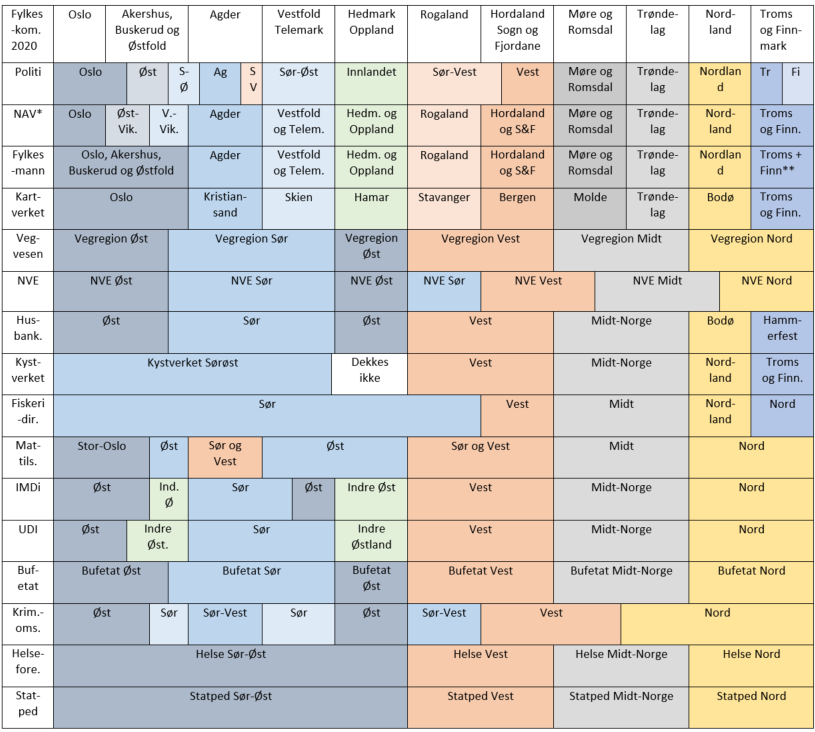 Fylkes Oslo Akershus, Agder Vestfold Hedmark Rogaland Hordaland Møre og Trønde- Nord- Troms
-kom. Buskerud og Telemark Oppland Sogn og Romsdal lag land og Finn-
2020 Østfold Fjordane mark
Politi Oslo Øst S- Ag S Sør-Øst Innlandet Sør-Vest Vest Møre og Trønde- Nordlan Tr Fi
Ø V Romsdal lag d
NAV* Oslo Øst- V.- Agder Vestfold Hedm. og Rogaland Hordaland Møre og Trønde- Nord- Troms
Vik. Vik. og Telem. Oppland og S&F Romsdal lag land og Finn.
Fylkes Oslo, Akershus, Agder Vestfold Hedm. og Rogaland Hordaland Møre og Trønde- Nordlan Troms +
-mann Buskerud og Østfold og Telem. Oppland og S&F Romsdal lag d Finn**
Kart- Oslo Kristian- Skien Hamar Stavanger Bergen Molde Trønde- Bodø Troms
verket sand lag og Finn.
Veg- Vegregion Øst Vegregion Sør Vegregion Vegregion Vest Vegregion Midt Vegregion Nord
vesen Øst
NVE NVE Øst NVE Sør NVE Øst NVE Sør NVE Vest NVE Midt NVE Nord
Hus- Øst Sør Øst Vest Midt-Norge Bodø Hamm-
bank. erfest
Kyst- Kystverket Sørøst Dekkes Vest Midt-Norge Nord- Troms
verket ikke land og Finn.
Fiskeri Sør Vest Midt Nord- Nord
-dir. land
Mat- Stor-Oslo Øst Sør og Øst Sør og Vest Midt Nord
tils. Vest
IMDi Øst Ind. Sør Øst Indre Øst Vest Midt-Norge Nord
Ø
UDI Øst Indre Sør Indre Vest Midt-Norge Nord
Øst. Østland
Buf- Bufetat Øst Bufetat Sør Bufetat Bufetat Vest Bufetat Midt-Norge Bufetat Nord
etat Øst
Krim.- Øst Sør Sør-Vest Sør Øst Sør-Vest Vest Nord
oms.
Helse- Helse Sør-Øst Helse Vest Helse Midt-Norge Helse Nord
fore.
Stat- Statped Sør-Øst Statped Vest Statped Midt-Norge Statped Nord
ped